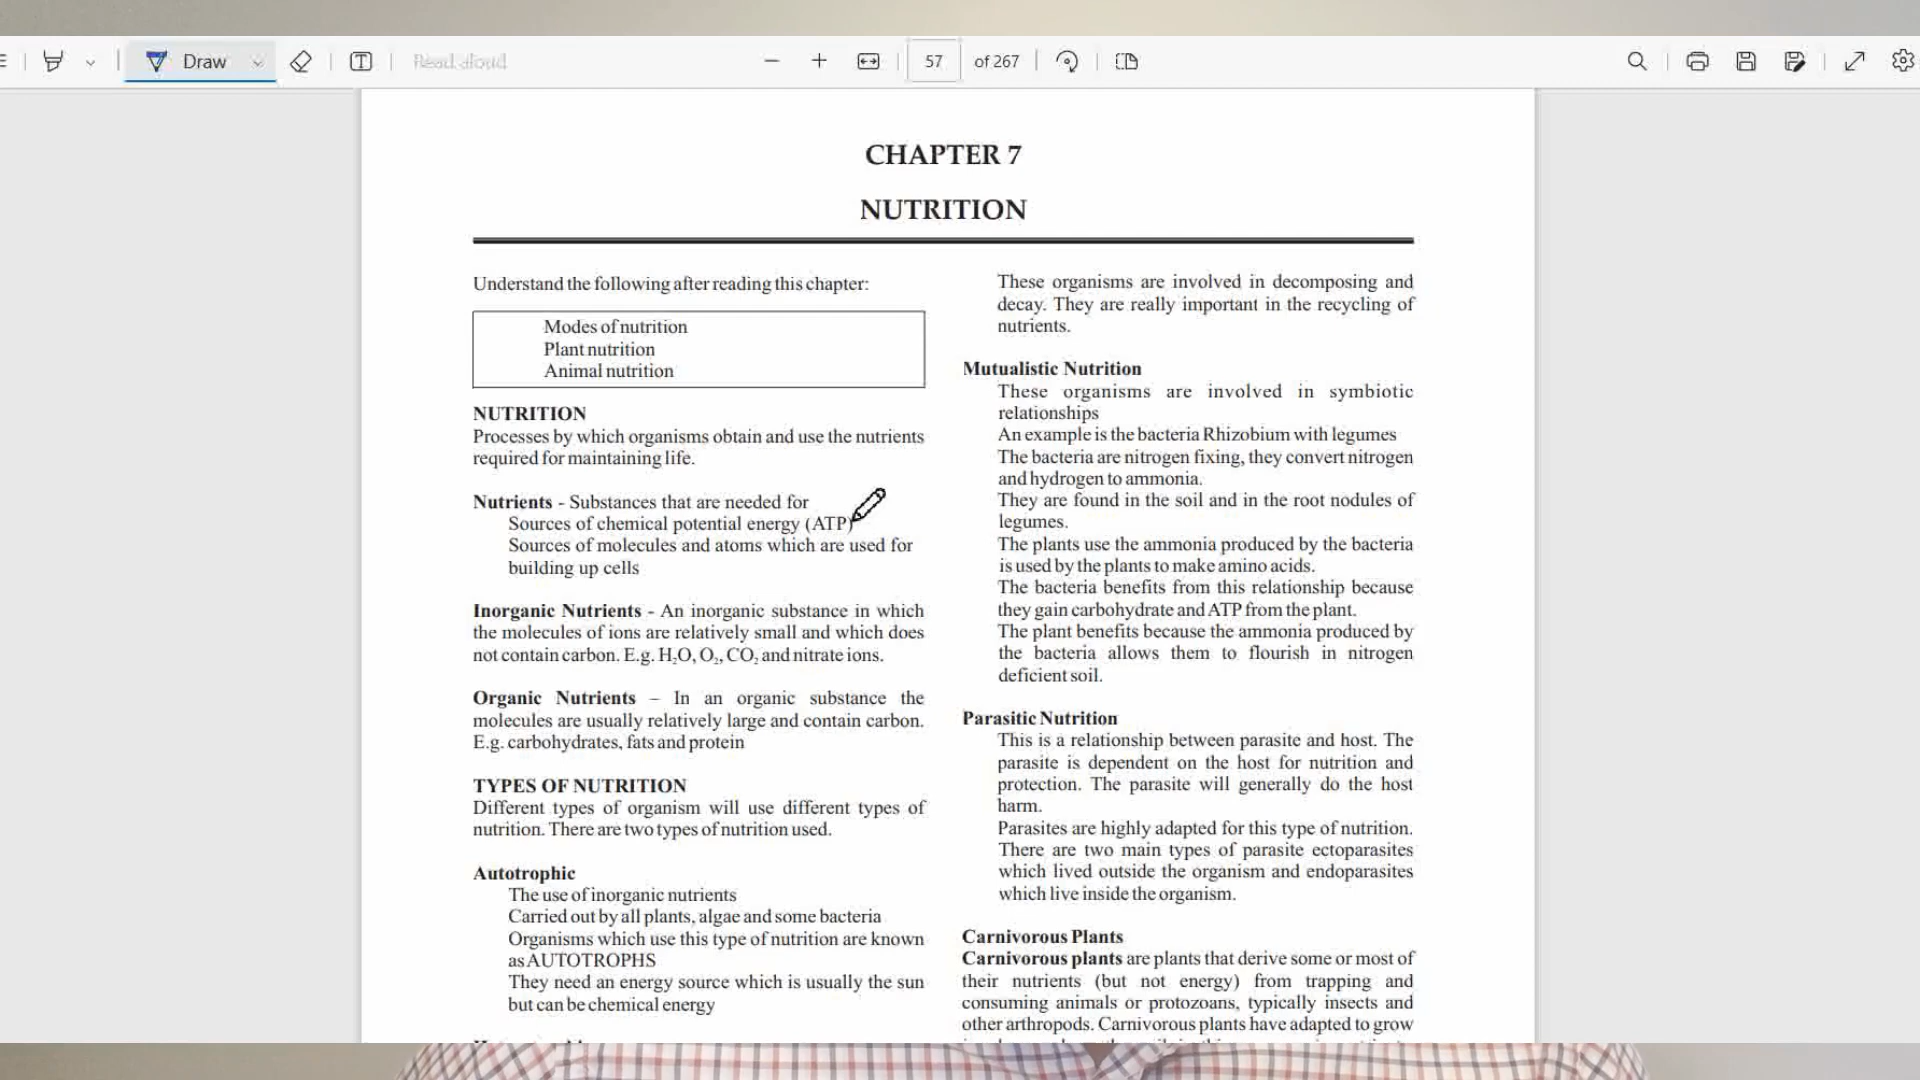 Draw
Read aloud
57 of 267
CHAPTER 7
NUTRITION
Understand the following after reading this chapter:
Modes of nutrition
Plant nutrition
Animal nutrition
NUTRITION
Processes by which organisms obtain and use the nutrients
required for maintaining life.
Nutrients - Substances that are needed for
Sources of chemical potential energy (ATP)
Sources of molecules and atoms which are used for
building up cells
Inorganic Nutrients - An inorganic substance in which
the molecules of ions are relatively small and which does
not contain carbon. E.g. H₂O, O₂, CO₂ and nitrate ions.
Organic Nutrients – In an organic substance the
molecules are usually relatively large and contain carbon.
E.g. carbohydrates, fats and protein
TYPES OF NUTRITION
Different types of organism will use different types of
nutrition. There are two types of nutrition used.
Autotrophic
The use of inorganic nutrients
Carried out by all plants, algae and some bacteria
Organisms which use this type of nutrition are known
as AUTOTROPHS
They need an energy source which is usually the sun
but can be chemical energy
These organisms are involved in decomposing and
decay. They are really important in the recycling of
nutrients.
Mutualistic Nutrition
These organisms are involved in symbiotic
relationships
An example is the bacteria Rhizobium with legumes
The bacteria are nitrogen fixing, they convert nitrogen
and hydrogen to ammonia.
They are found in the soil and in the root nodules of
legumes.
The plants use the ammonia produced by the bacteria
is used by the plants to make amino acids.
The bacteria benefits from this relationship because
they gain carbohydrate and ATP from the plant.
The plant benefits because the ammonia produced by
the bacteria allows them to flourish in nitrogen
deficient soil.
Parasitic Nutrition
This is a relationship between parasite and host. The
parasite is dependent on the host for nutrition and
protection. The parasite will generally do the host
harm.
Parasites are highly adapted for this type of nutrition.
There are two main types of parasite ectoparasites
which lived outside the organism and endoparasites
which live inside the organism.
Carnivorous Plants
Carnivorous plants are plants that derive some or most of
their nutrients (but not energy) from trapping and
consuming animals or protozoans, typically insects and
other arthropods. Carnivorous plants have adapted to grow